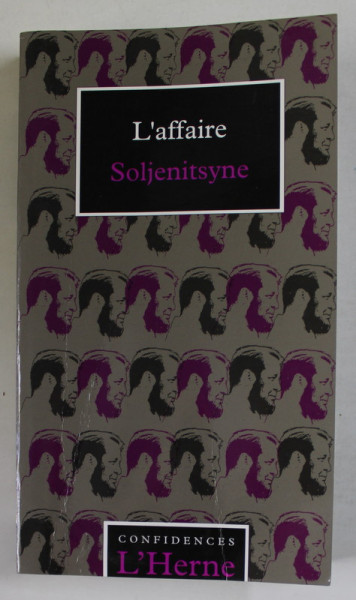 L'affaire
Soljenitsyne
CONFIDENCES
L'Herne